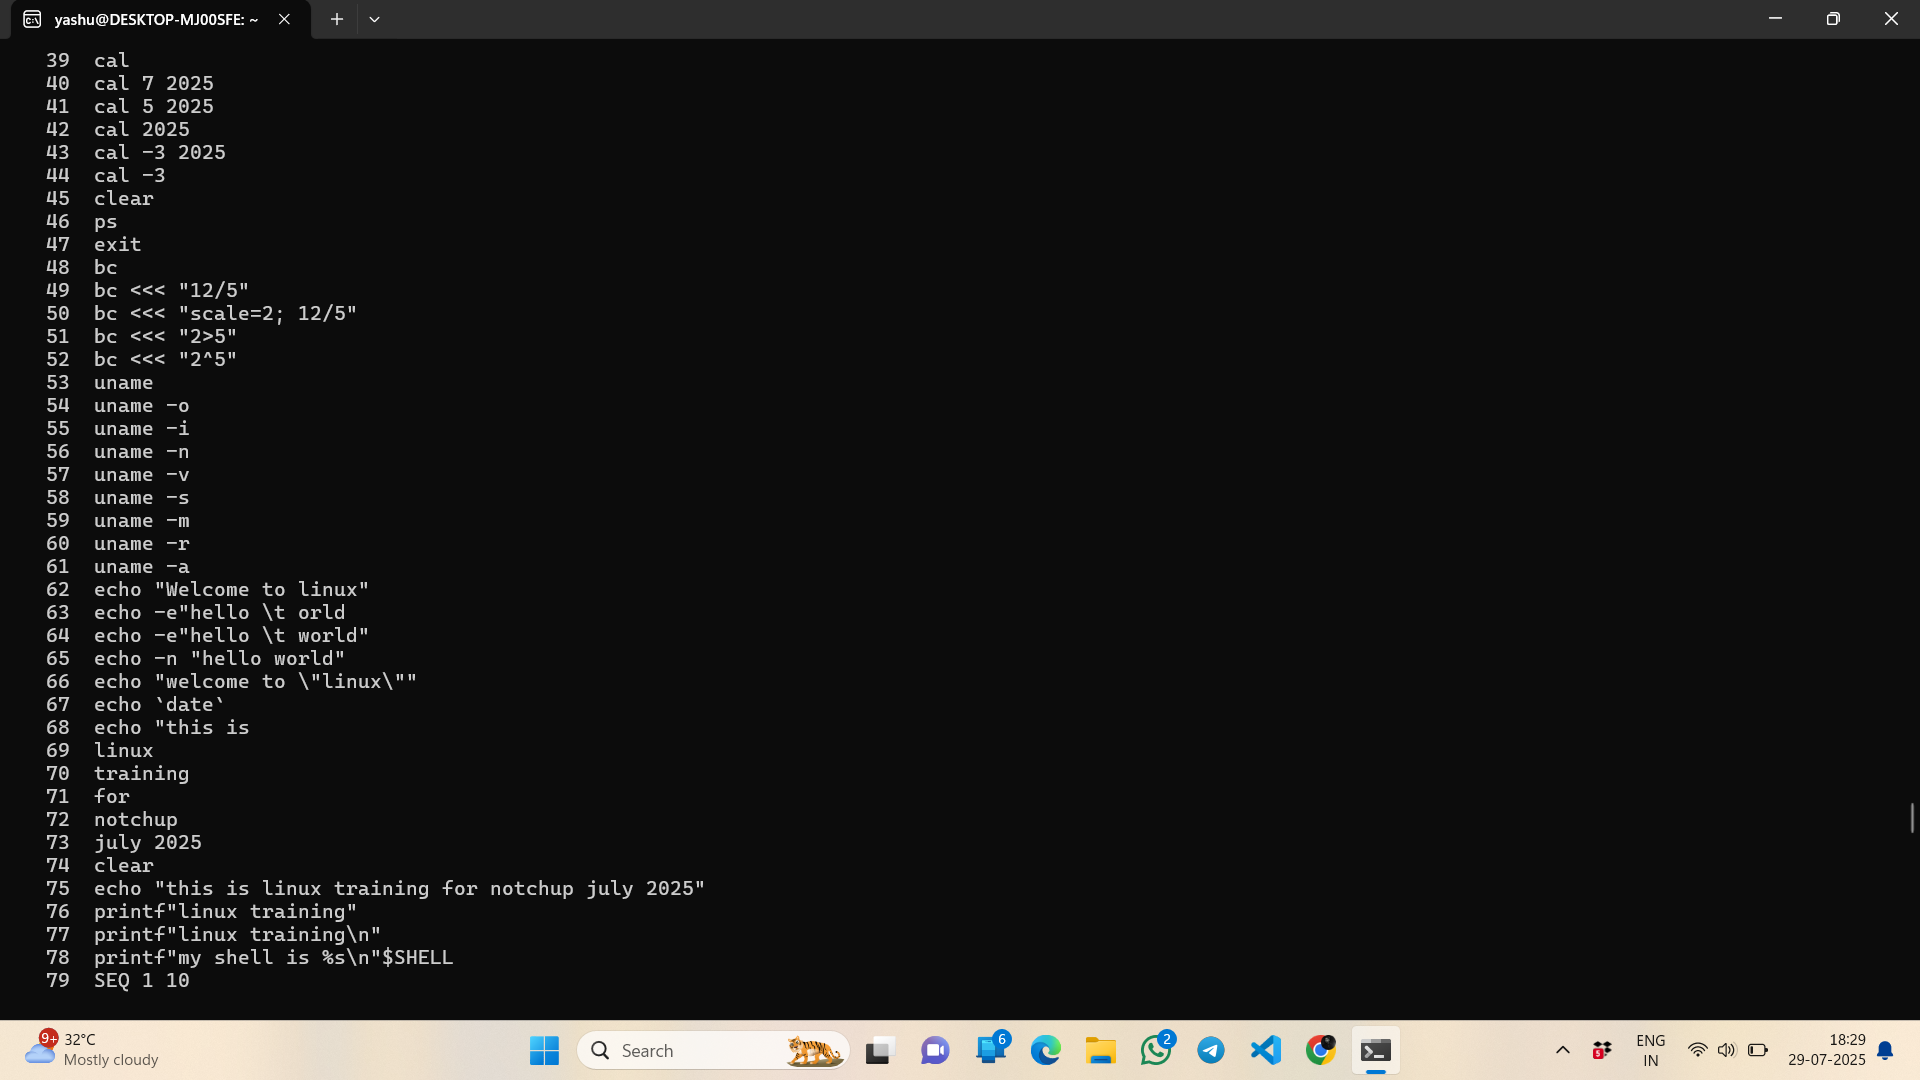 yashu@DESKTOP-MJ00SFE: ~
39 cal
40 cal 7 2025
41 cal 5 2025
42 cal 2025
43 cal -3 2025
44 cal -3
45 clear
46 ps
47 exit
48 bc
49 bc <<< "12/5"
50 bc <<< "scale=2; 12/5"
51 bc <<< "2>5"
52 bc <<< "2^5"
53 uname
54 uname -o
55 uname -i
56 uname -n
57 uname -v
58 uname -s
59 uname -m
60 uname -r
61 uname -a
62 echo "Welcome to linux"
63 echo -e"hello \t orld
64 echo -e"hello \t world"
65 echo -n "hello world"
66 echo "welcome to \"linux\""
67 echo `date`
68 echo "this is
69 linux
70 training
71 for
72 notchup
73 july 2025
74 clear
75 echo "this is linux training for notchup july 2025"
76 printf"linux training"
77 printf"linux training\n"
78 printf"my shell is %s\n"$SHELL
79 SEQ 1 10
9+
32°C
Mostly cloudy
Search
6
2
5
ENG
IN
18:29
29-07-2025